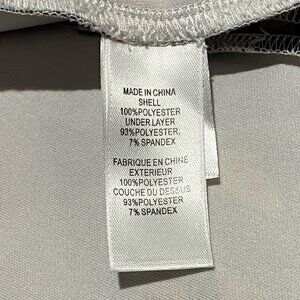 MADE IN CHINA
SHELL
100%POLYESTER
UNDER LAYER
93%POLYESTER,
7% SPANDEX
FABRIQUE EN CHINE
EXTERIEUR
100%POLYESTER
COUCHE DU DESSUS
93%POLYESTER
7% SPANDEX